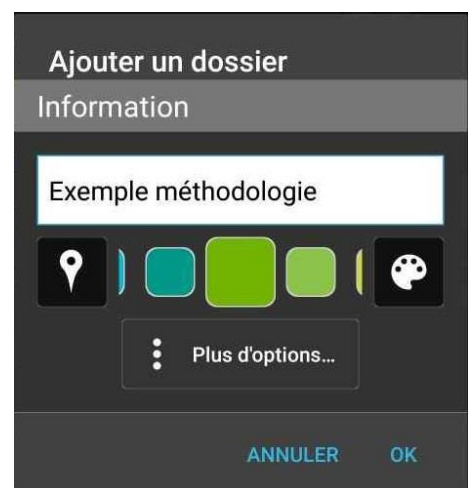 Ajouter un dossier
Information
Exemple méthodologie
Plus d'options...
ANNULER OK